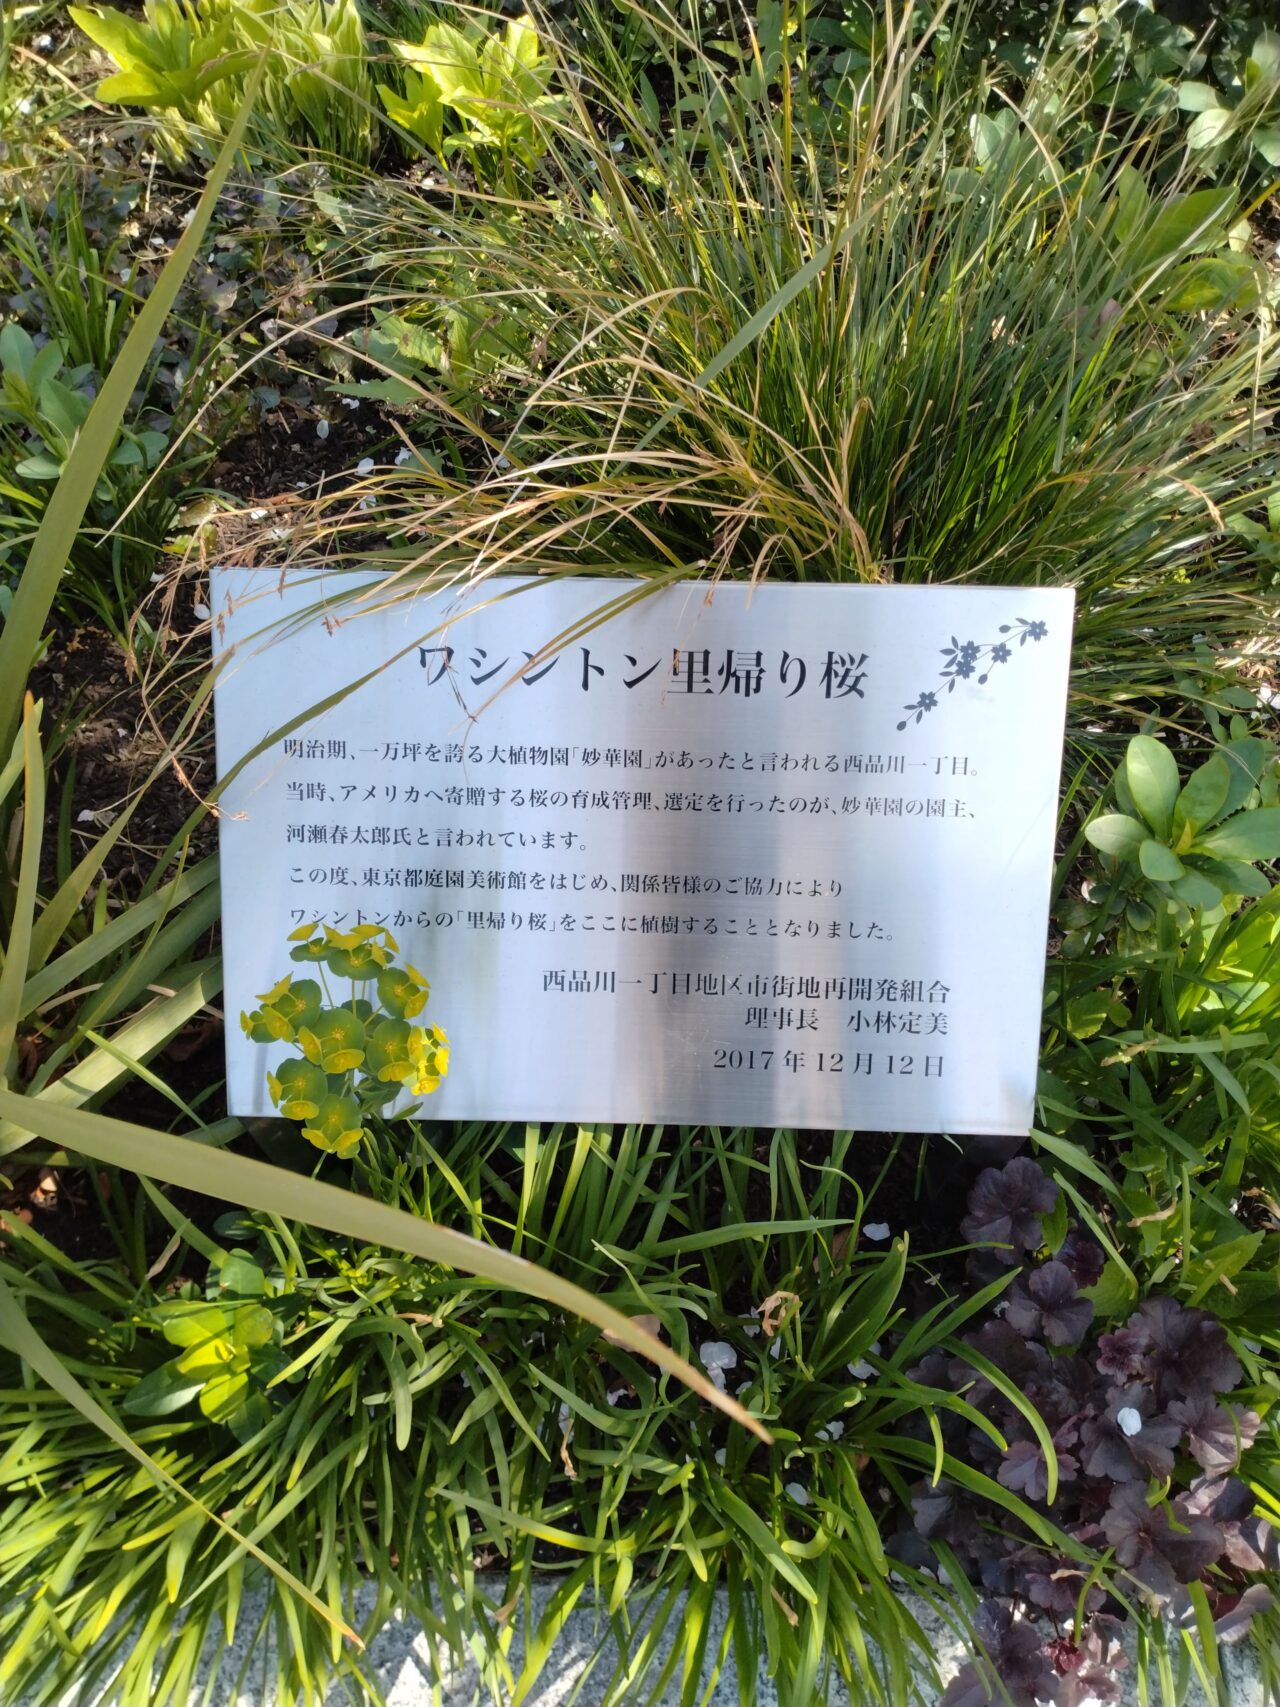 ワシントン里帰り桜
明治期、一万坪を誇る大植物園「妙華園」があったと言われる西品川一丁目。
当時、アメリカへ寄贈する桜の育成管理、選定を行ったのが、妙華園の園主、
河瀬春太郎氏と言われています。
この度、東京都庭園美術館をはじめ、関係皆様のご協力により
ワシントンからの「里帰り桜」をここに植樹することとなりました。
西品川一丁目地区市街地再開発組合
理事長　小林定美
2017年12月12日